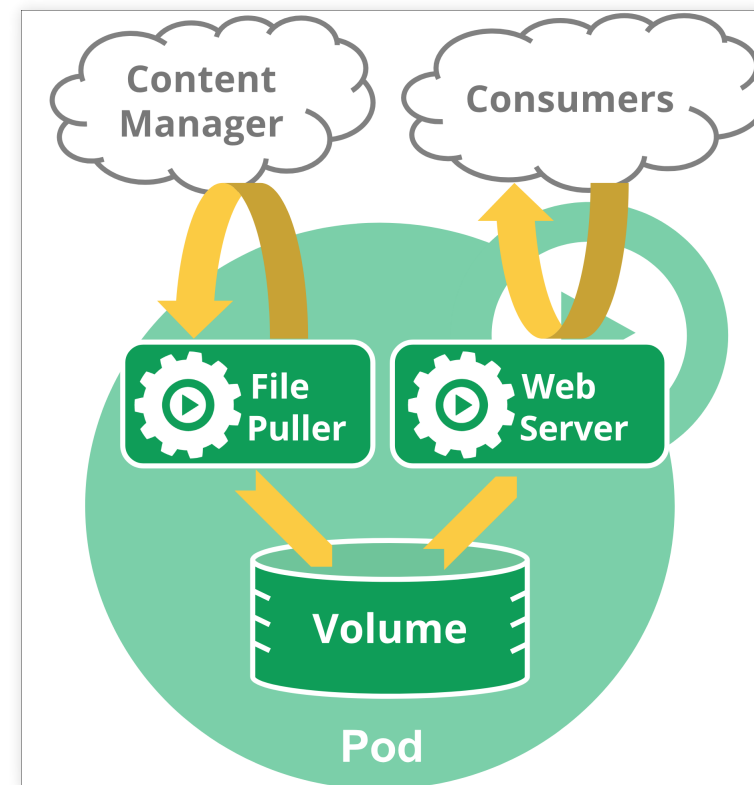 Content
Manager
Consumers
File
Puller
Web
Server
Volume
Pod